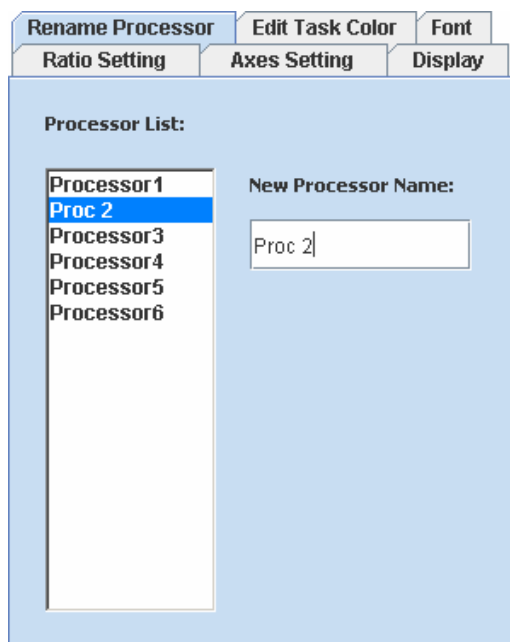 Rename Processor Edit Task Color Font
Ratio Setting Axes Setting Display
Processor List:
Processor1
Proc 2
Processor3
Processor4
Processor5
Processor6
New Processor Name:
Proc 2